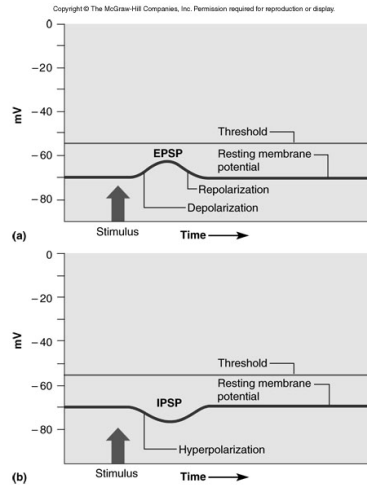 Copyright © The McGraw-Hill Companies, Inc. Permission required for reproduction or display.
0
–20
–40
–60
–80
mV
Threshold
EPSP
Resting membrane
potential
Repolarization
Depolarization
Stimulus
Time
(a)
0
–20
–40
–60
–80
mV
Threshold
Resting membrane
potential
IPSP
Hyperpolarization
Stimulus
Time
(b)